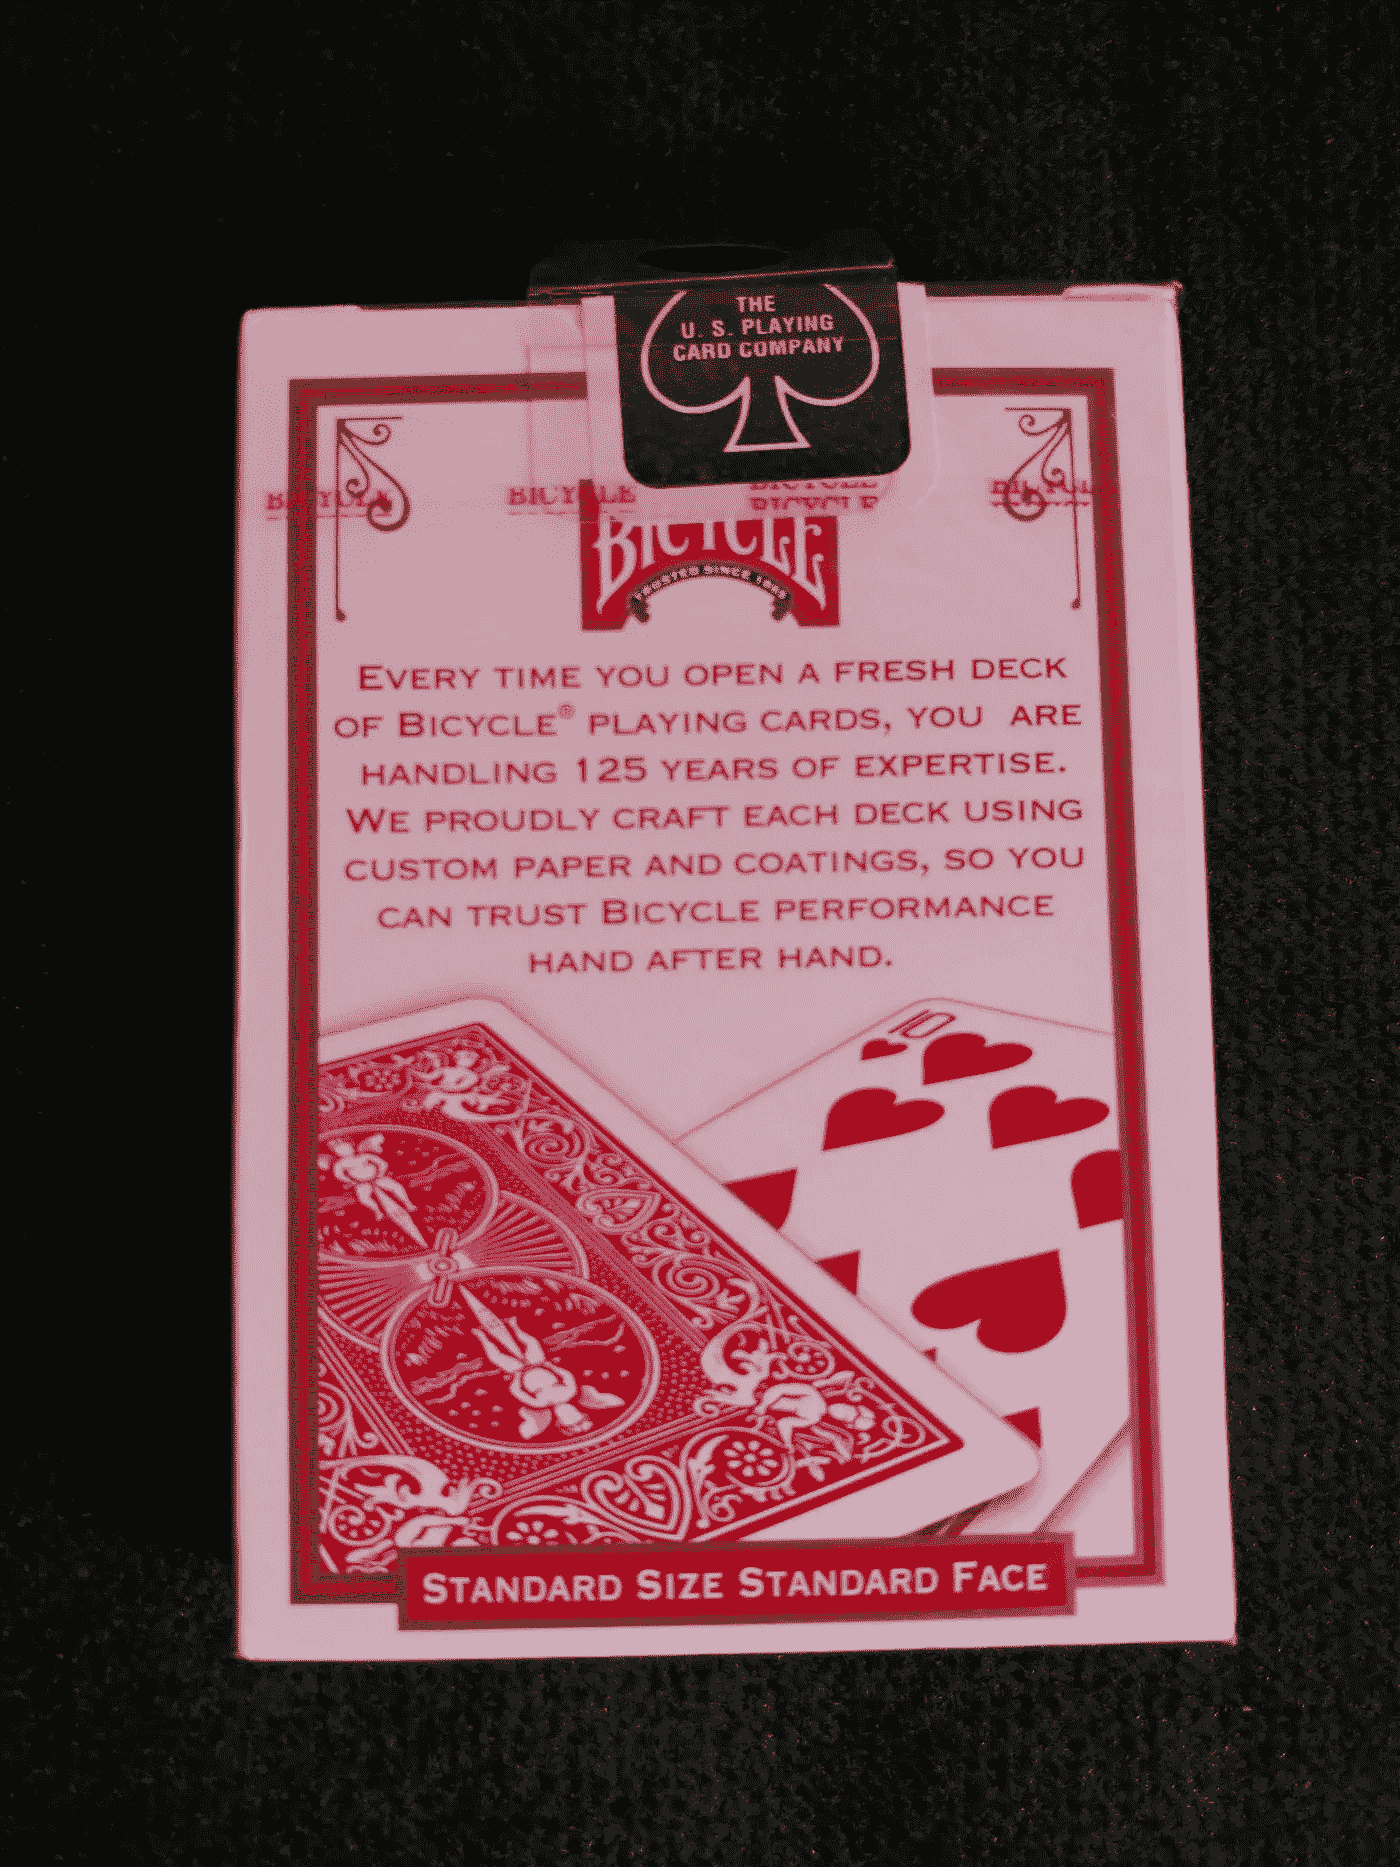 THE
U. S. PLAYING
CARD COMPANY
BICYCLE BICYCLE BICYCLE BICYCLE
BICYCLE
BICYCLE
TRUSTED SINCE 1885
EVERY TIME YOU OPEN A FRESH DECK
OF BICYCLE® PLAYING CARDS, YOU ARE
HANDLING 125 YEARS OF EXPERTISE.
WE PROUDLY CRAFT EACH DECK USING
CUSTOM PAPER AND COATINGS, SO YOU
CAN TRUST BICYCLE PERFORMANCE
HAND AFTER HAND.
10
STANDARD SIZE STANDARD FACE